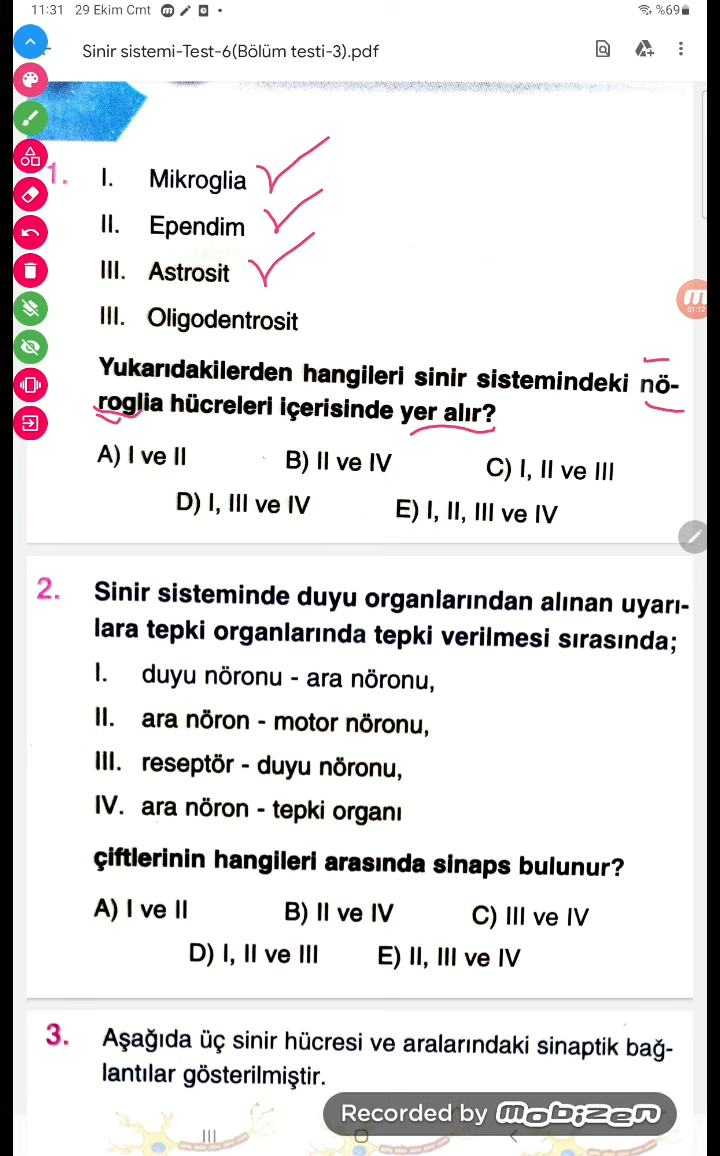 11:31 29 Ekim Cmt
%69
Sinir sistemi-Test-6(Bölüm testi-3).pdf
1. I. Mikroglia
II. Ependim
III. Astrosit
III. Oligodentrosit
01:12
Yukarıdakilerden hangileri sinir sistemindeki nö-
roglia hücreleri içerisinde yer alır?
A) I ve II B) II ve IV C) I, II ve III
D) I, III ve IV E) I, II, III ve IV
2. Sinir sisteminde duyu organlarından alınan uyarı-
lara tepki organlarında tepki verilmesi sırasında;
I. duyu nöronu - ara nöronu,
II. ara nöron - motor nöronu,
III. reseptör - duyu nöronu,
IV. ara nöron - tepki organı
çiftlerinin hangileri arasında sinaps bulunur?
A) I ve II B) II ve IV C) III ve IV
D) I, II ve III E) II, III ve IV
3. Aşağıda üç sinir hücresi ve aralarındaki sinaptik bağ-
lantılar gösterilmiştir.
Recorded by Mobizen